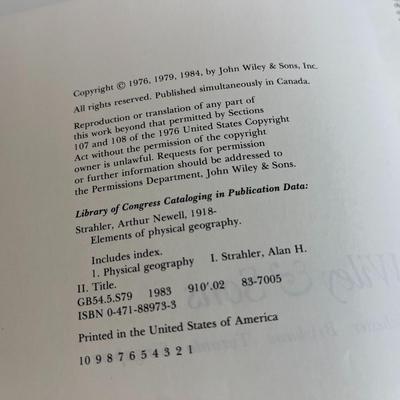 Copyright © 1976, 1979, 1984, by John Wiley & Sons, Inc.
All rights reserved. Published simultaneously in Canada.
Reproduction or translation of any part of
this work beyond that permitted by Sections
107 and 108 of the 1976 United States Copyright
Act without the permission of the copyright
owner is unlawful. Requests for permission
or further information should be addressed to
the Permissions Department, John Wiley & Sons.
Library of Congress Cataloging in Publication Data:
Strahler, Arthur Newell, 1918-
Elements of physical geography.
Includes index.
1. Physical geography I. Strahler, Alan H.
II. Title.
GB54.5.S79 1983 910'.02 83-7005
ISBN 0-471-88973-3
Printed in the United States of America
10 9 8 7 6 5 4 3 2 1